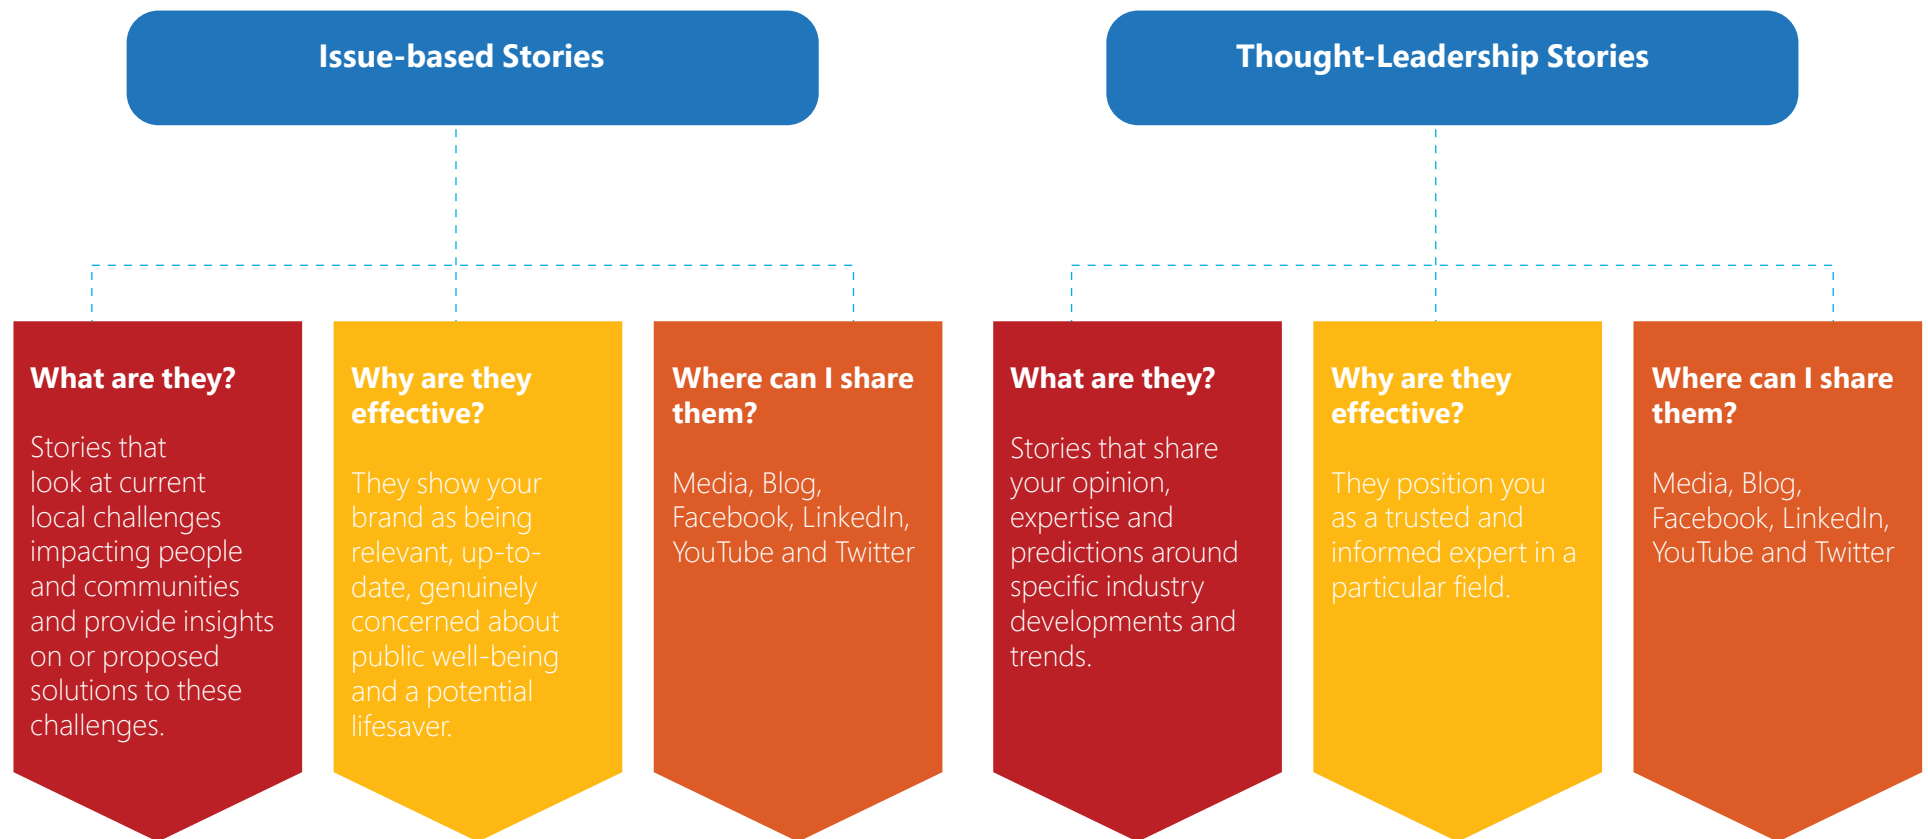 Issue-based Stories
What are they?
Stories that
look at current
local challenges
impacting people
and communities
and provide insights
on or proposed
solutions to these
challenges.
Why are they
effective?
They show your
brand as being
relevant, up-to-
date, genuinely
concerned about
public well-being
and a potential
lifesaver.
Where can I share
them?
Media, Blog,
Facebook, LinkedIn,
YouTube and Twitter
Thought-Leadership Stories
What are they?
Stories that share
your opinion,
expertise and
predictions around
specific industry
developments and
trends.
Why are they
effective?
They position you
as a trusted and
informed expert in a
particular field.
Where can I share
them?
Media, Blog,
Facebook, LinkedIn,
YouTube and Twitter